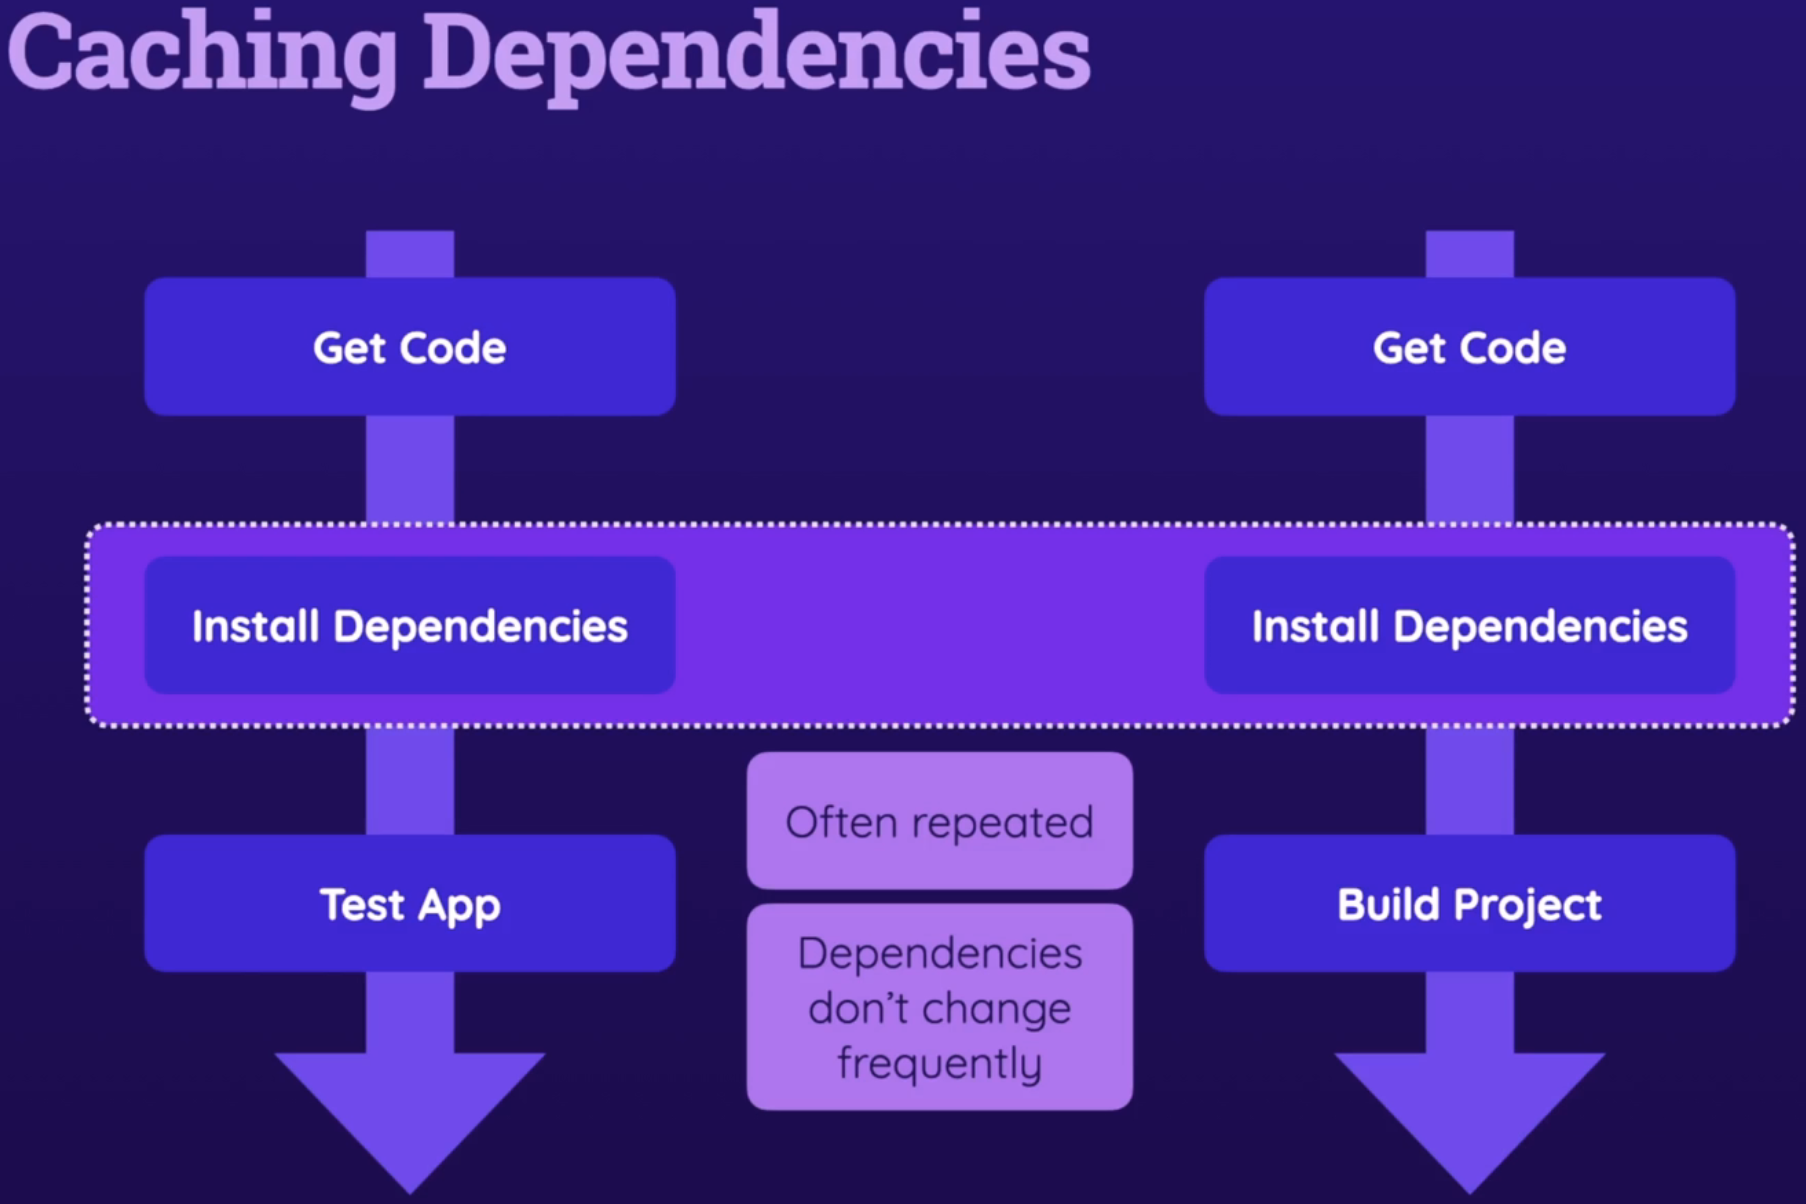 Caching Dependencies
Get Code
Get Code
Install Dependencies
Install Dependencies
Often repeated
Test App
Build Project
Dependencies
don’t change
frequently